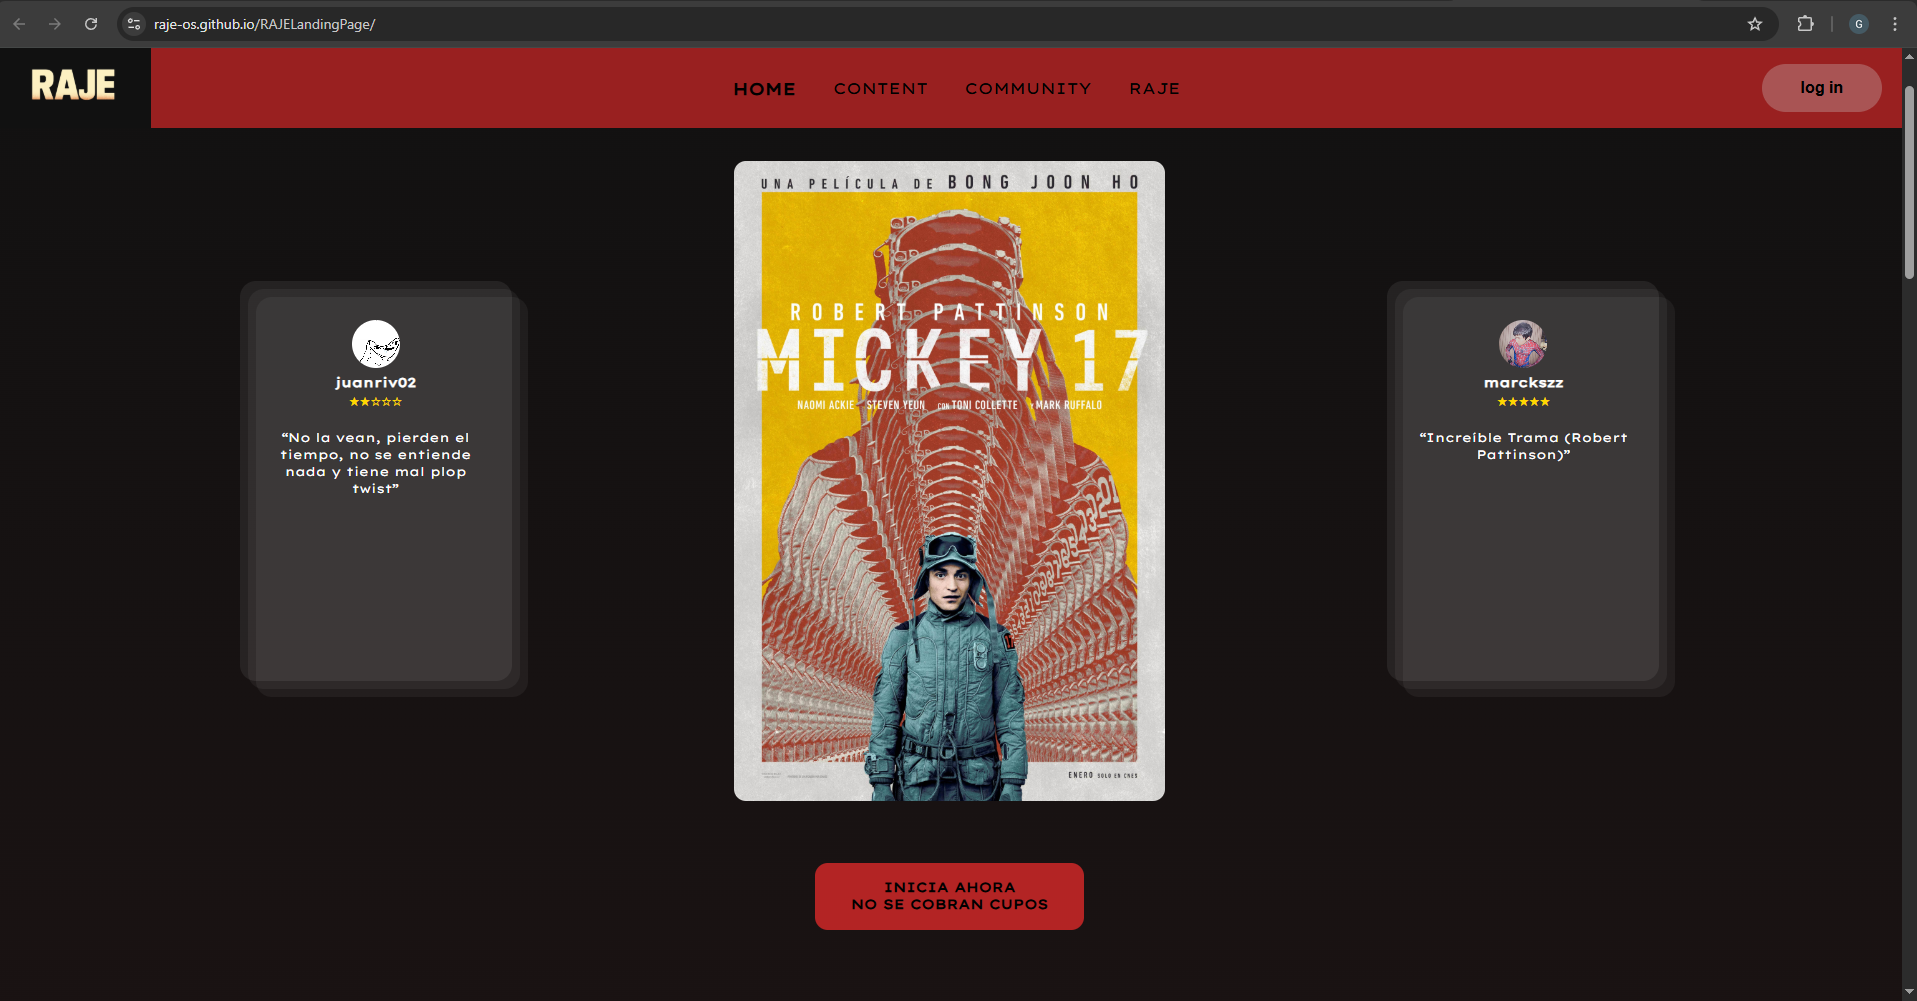 raje-os.github.io/RAJELandingPage/
G
RAJE
HOME
CONTENT
COMMUNITY
RAJE
log in
UNA PELÍCULA DE BONG JOON HO
ROBERT PATTINSON
MICKEY 17
NAOMI ACKIE STEVEN YEUN CON TONI COLLETTE Y MARK RUFFALO
ENERO SOLO EN CINES
juanriv02
★★☆☆☆
“No la vean, pierden el
tiempo, no se entiende
nada y tiene mal plop
twist”
marckszz
★★★★★
“Increíble Trama (Robert
Pattinson)”
INICIA AHORA
NO SE COBRAN CUPOS